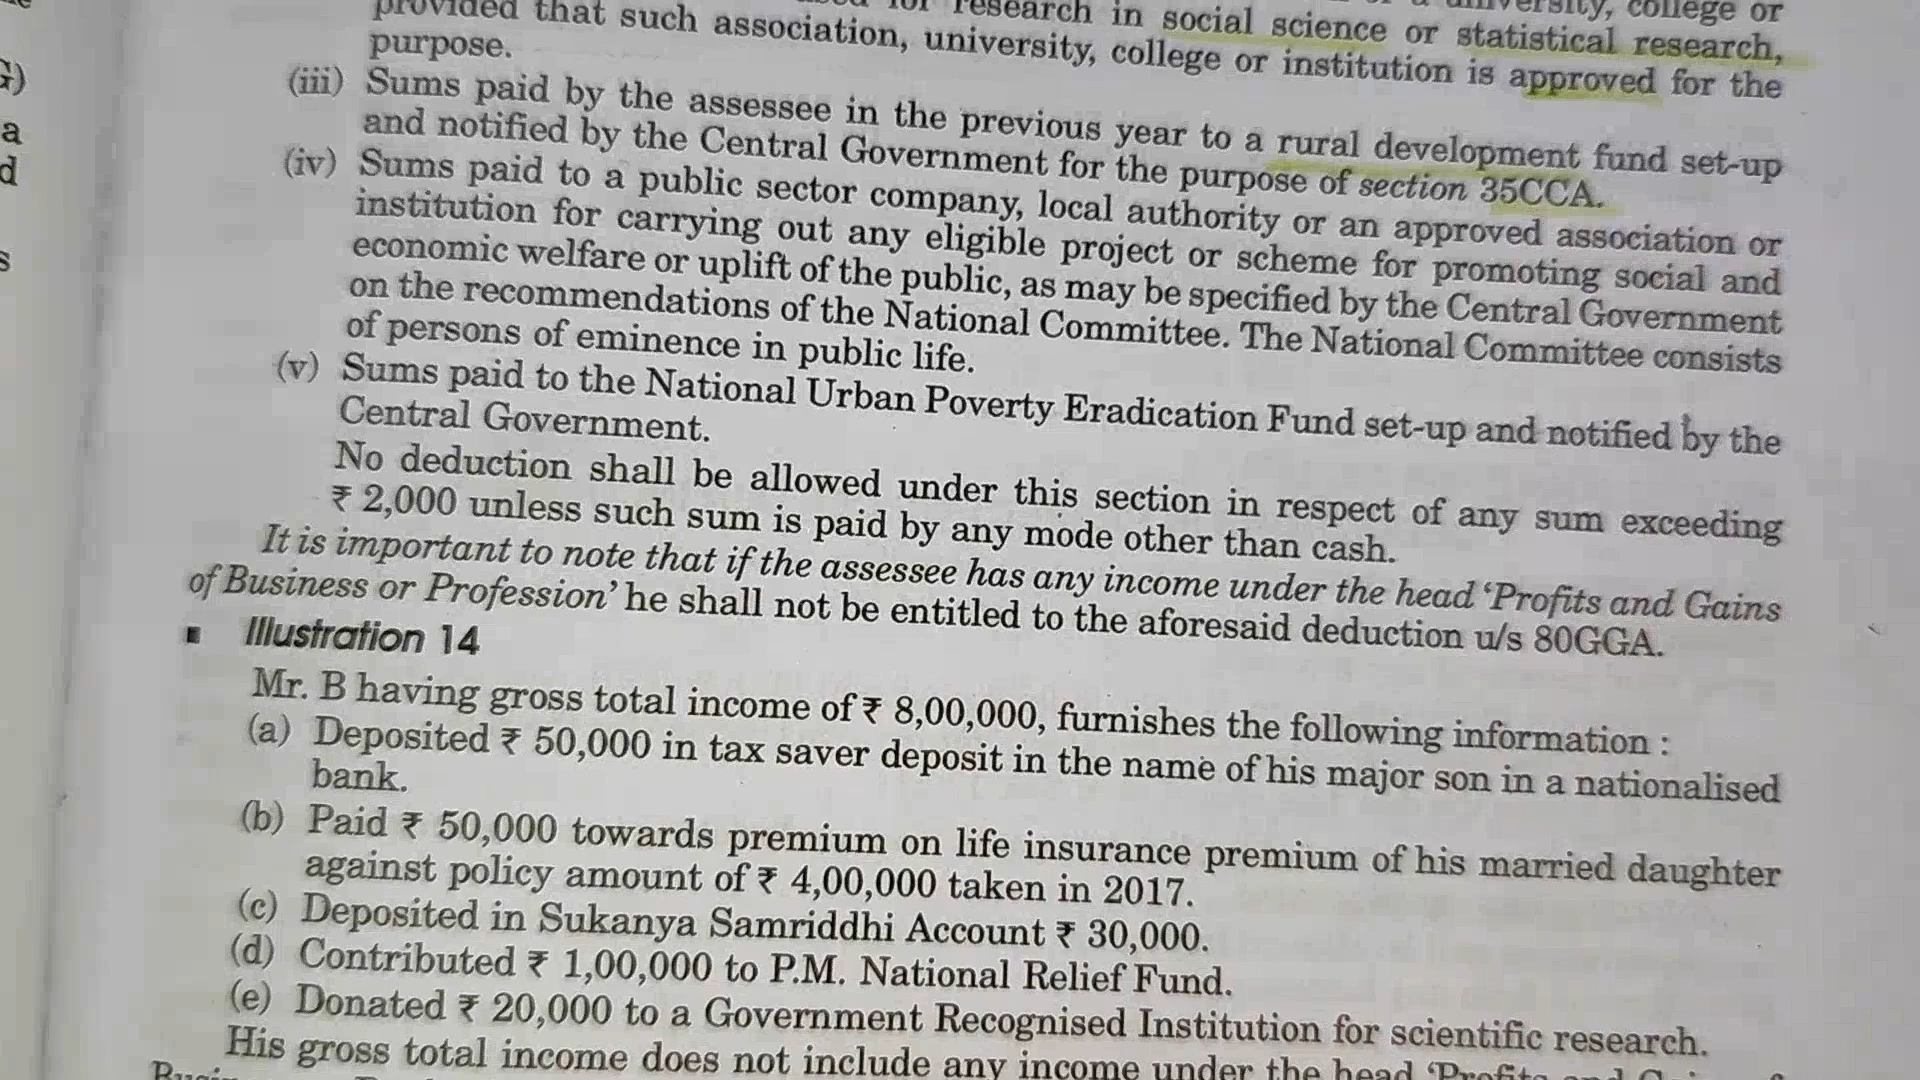 university, college or
provided that such association, university, college or institution is approved for the
research in social science or statistical research,
purpose.
(iii) Sums paid by the assessee in the previous year to a rural development fund set-up
and notified by the Central Government for the purpose of section 35CCA.
(iv) Sums paid to a public sector company, local authority or an approved association or
institution for carrying out any eligible project or scheme for promoting social and
economic welfare or uplift of the public, as may be specified by the Central Government
on the recommendations of the National Committee. The National Committee consists
of persons of eminence in public life.
(v) Sums paid to the National Urban Poverty Eradication Fund set-up and notified by the
Central Government.
No deduction shall be allowed under this section in respect of any sum exceeding
₹ 2,000 unless such sum is paid by any mode other than cash.
It is important to note that if the assessee has any income under the head ‘Profits and Gains
of Business or Profession’ he shall not be entitled to the aforesaid deduction u/s 80GGA.
■ Illustration 14
Mr. B having gross total income of ₹ 8,00,000, furnishes the following information :
(a) Deposited ₹ 50,000 in tax saver deposit in the name of his major son in a nationalised
bank.
(b) Paid ₹ 50,000 towards premium on life insurance premium of his married daughter
against policy amount of ₹ 4,00,000 taken in 2017.
(c) Deposited in Sukanya Samriddhi Account ₹ 30,000.
(d) Contributed ₹ 1,00,000 to P.M. National Relief Fund.
(e) Donated ₹ 20,000 to a Government Recognised Institution for scientific research.
His gross total income does not include any income under the head ‘Profits and